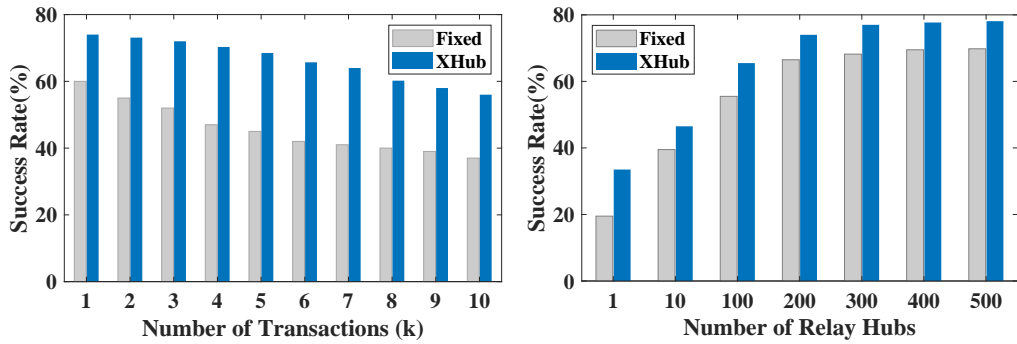 Success Rate(%)
80
60
40
20
0
Fixed
XHub
1 2 3 4 5 6 7 8 9 10
Number of Transactions (k)
Success Rate(%)
80
60
40
20
0
Fixed
XHub
1 10 100 200 300 400 500
Number of Relay Hubs